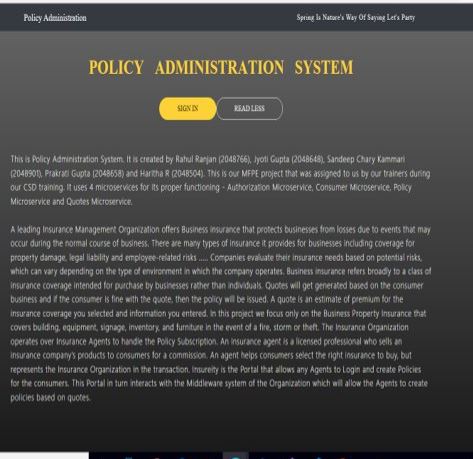 Policy Administration
Spring Is Nature's Way Of Saying Let's Party
POLICY ADMINISTRATION SYSTEM
SIGN IN
READ LESS
This is Policy Administration System. It is created by Rahul Ranjan (2048766), Jyoti Gupta (2048648), Sandeep Chary Kammari
(2048901), Prakrati Gupta (2048658) and Haritha R (2048504). This is our MFPE project that was assigned to us by our trainers during
our CSD training. It uses 4 microservices for its proper functioning - Authorization Microservice, Consumer Microservice, Policy
Microservice and Quotes Microservice.
A leading Insurance Management Organization offers Business insurance that protects businesses from losses due to events that may
occur during the normal course of business. There are many types of insurance it provides for businesses including coverage for
property damage, legal liability and employee-related risks ..... Companies evaluate their insurance needs based on potential risks,
which can vary depending on the type of environment in which the company operates. Business insurance refers broadly to a class of
insurance coverage intended for purchase by businesses rather than individuals. Quotes will get generated based on the consumer
business and if the consumer is fine with the quote, then the policy will be issued. A quote is an estimate of premium for the
insurance coverage you selected and information you entered. In this project we focus only on the Business Property Insurance that
covers building, equipment, signage, inventory, and furniture in the event of a fire, storm or theft. The Insurance Organization
operates over Insurance Agents to handle the Policy Subscription. An insurance agent is a licensed professional who sells an
insurance company's products to consumers for a commission. An agent helps consumers select the right insurance to buy, but
represents the Insurance Organization in the transaction. Insureity is the Portal that allows any Agents to Login and create Policies
for the consumers. This Portal in turn interacts with the Middleware system of the Organization which will allow the Agents to create
policies based on quotes.